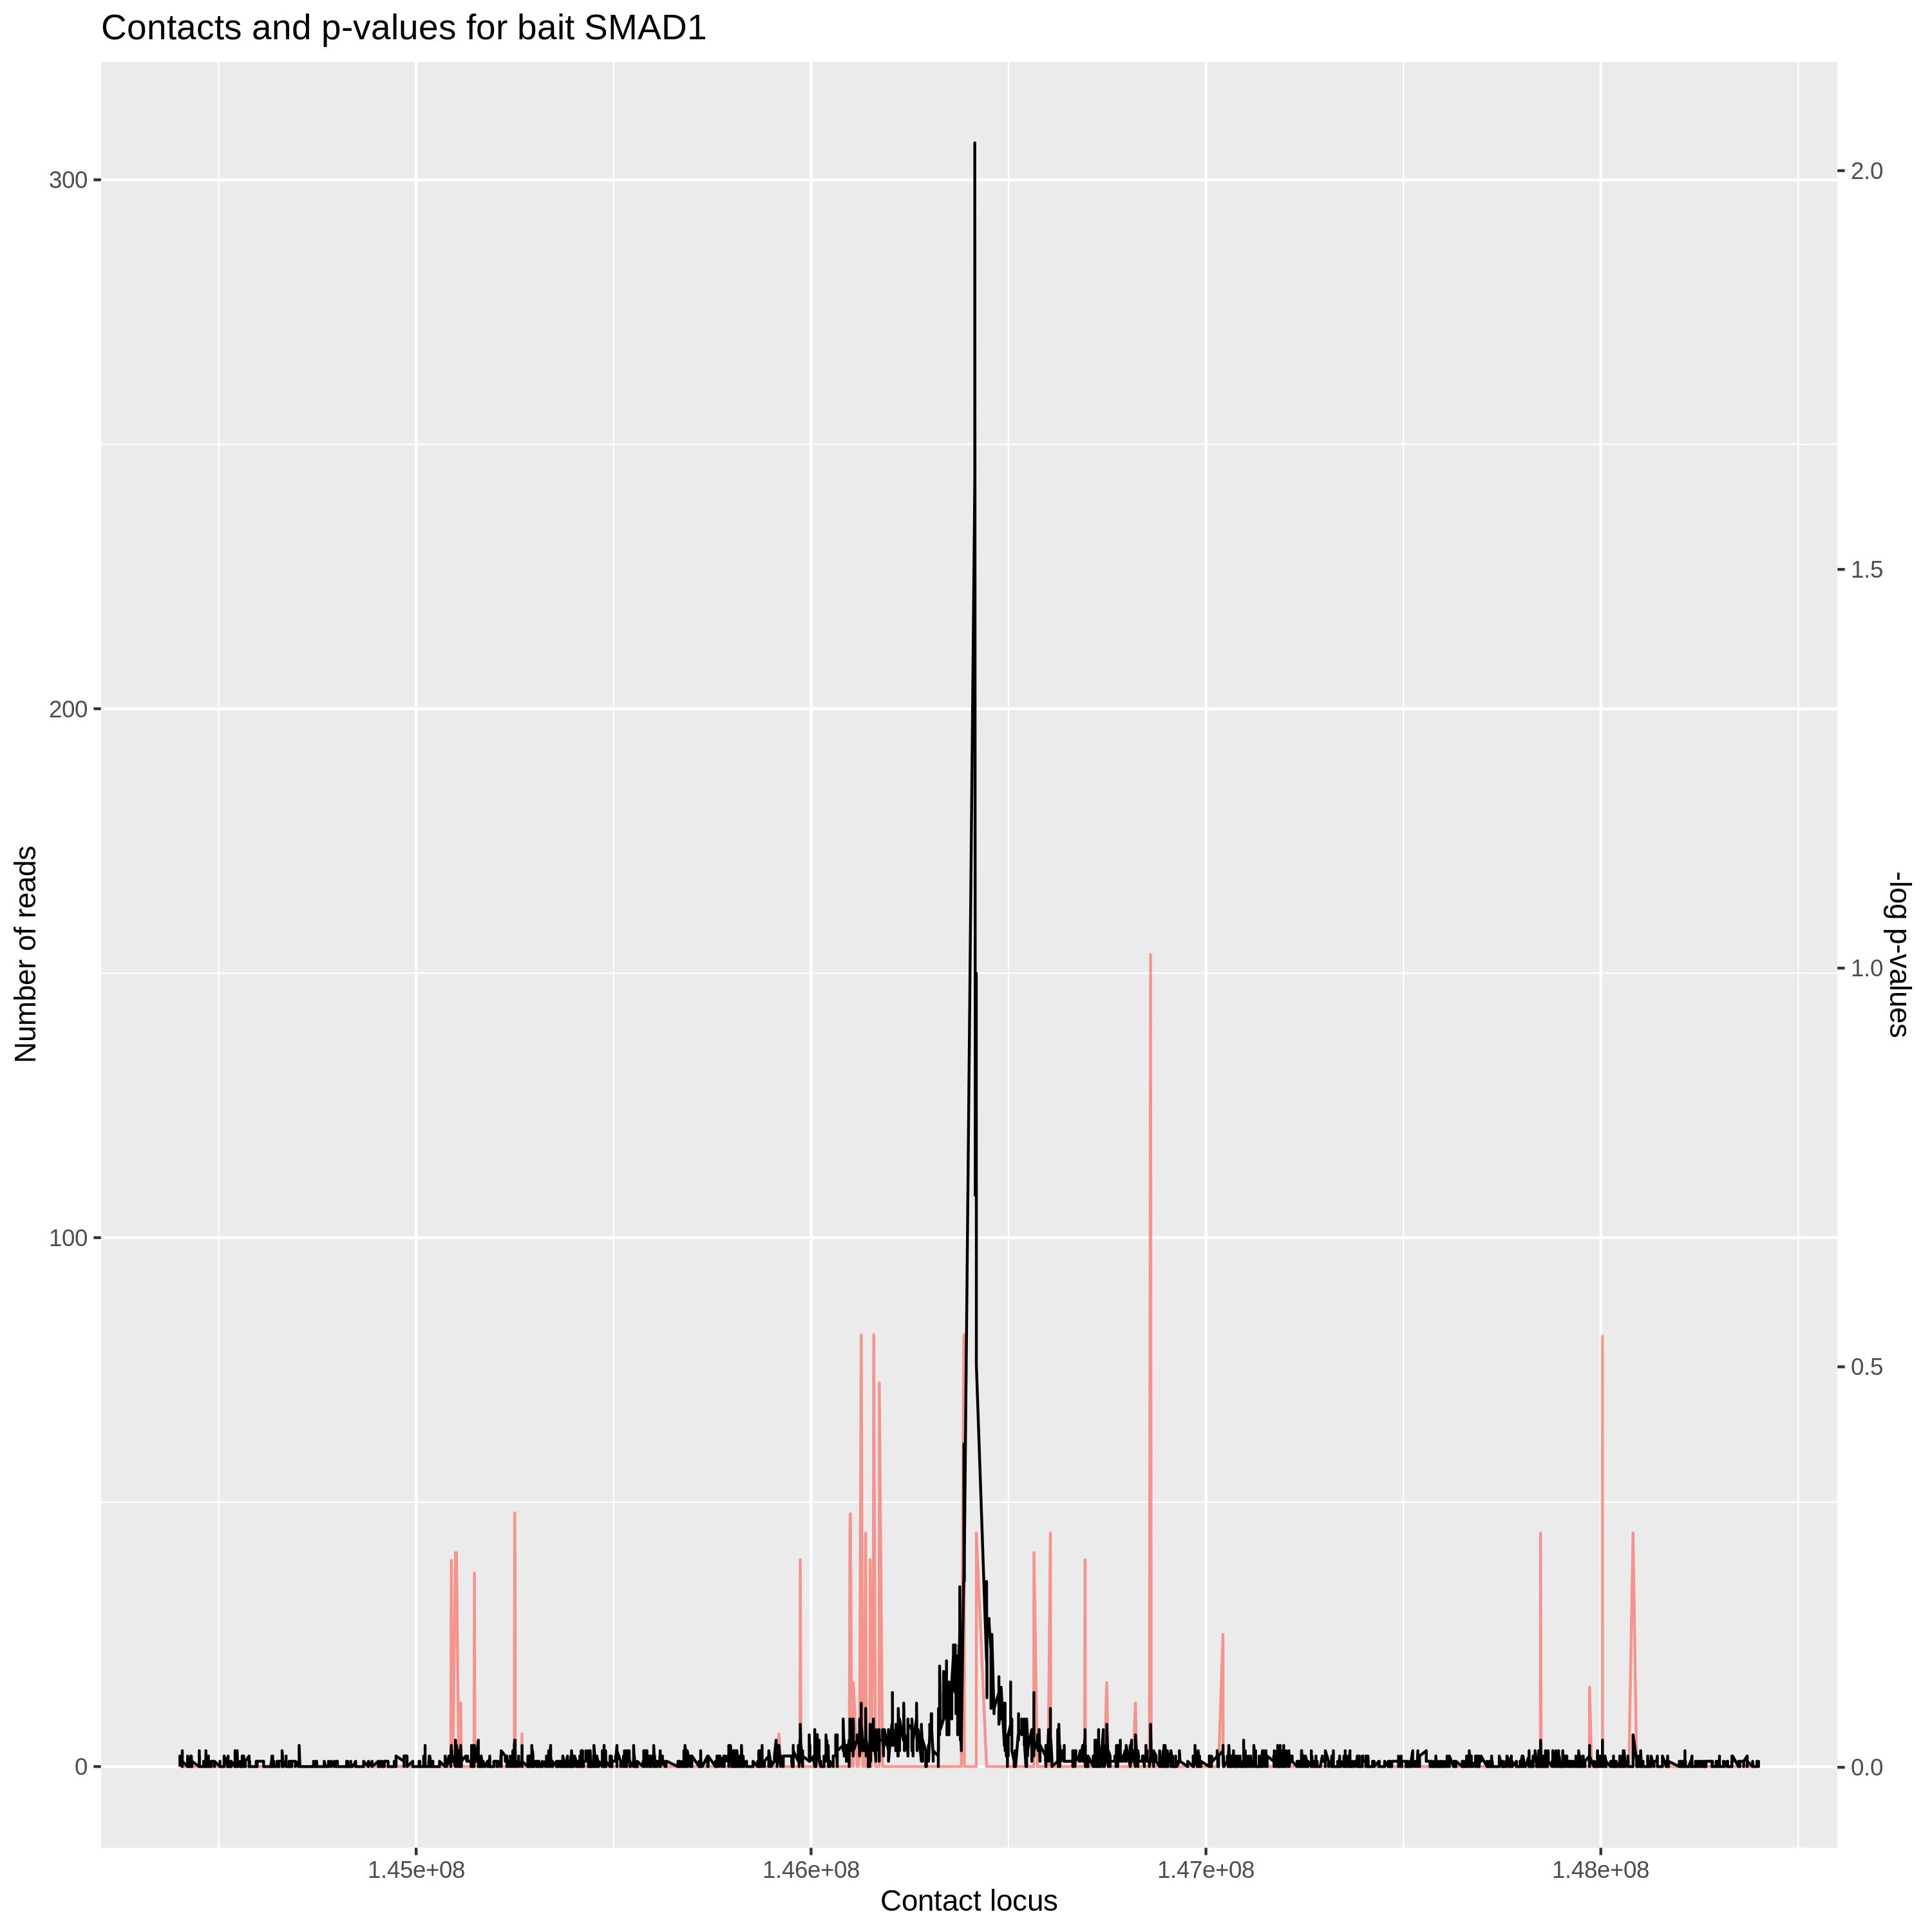 Contacts and p-values for bait SMAD1
300
200
100
0
Number of reads
2.0
1.5
1.0
0.5
0.0
-log p-values
1.45e+08 1.46e+08 1.47e+08 1.48e+08
Contact locus